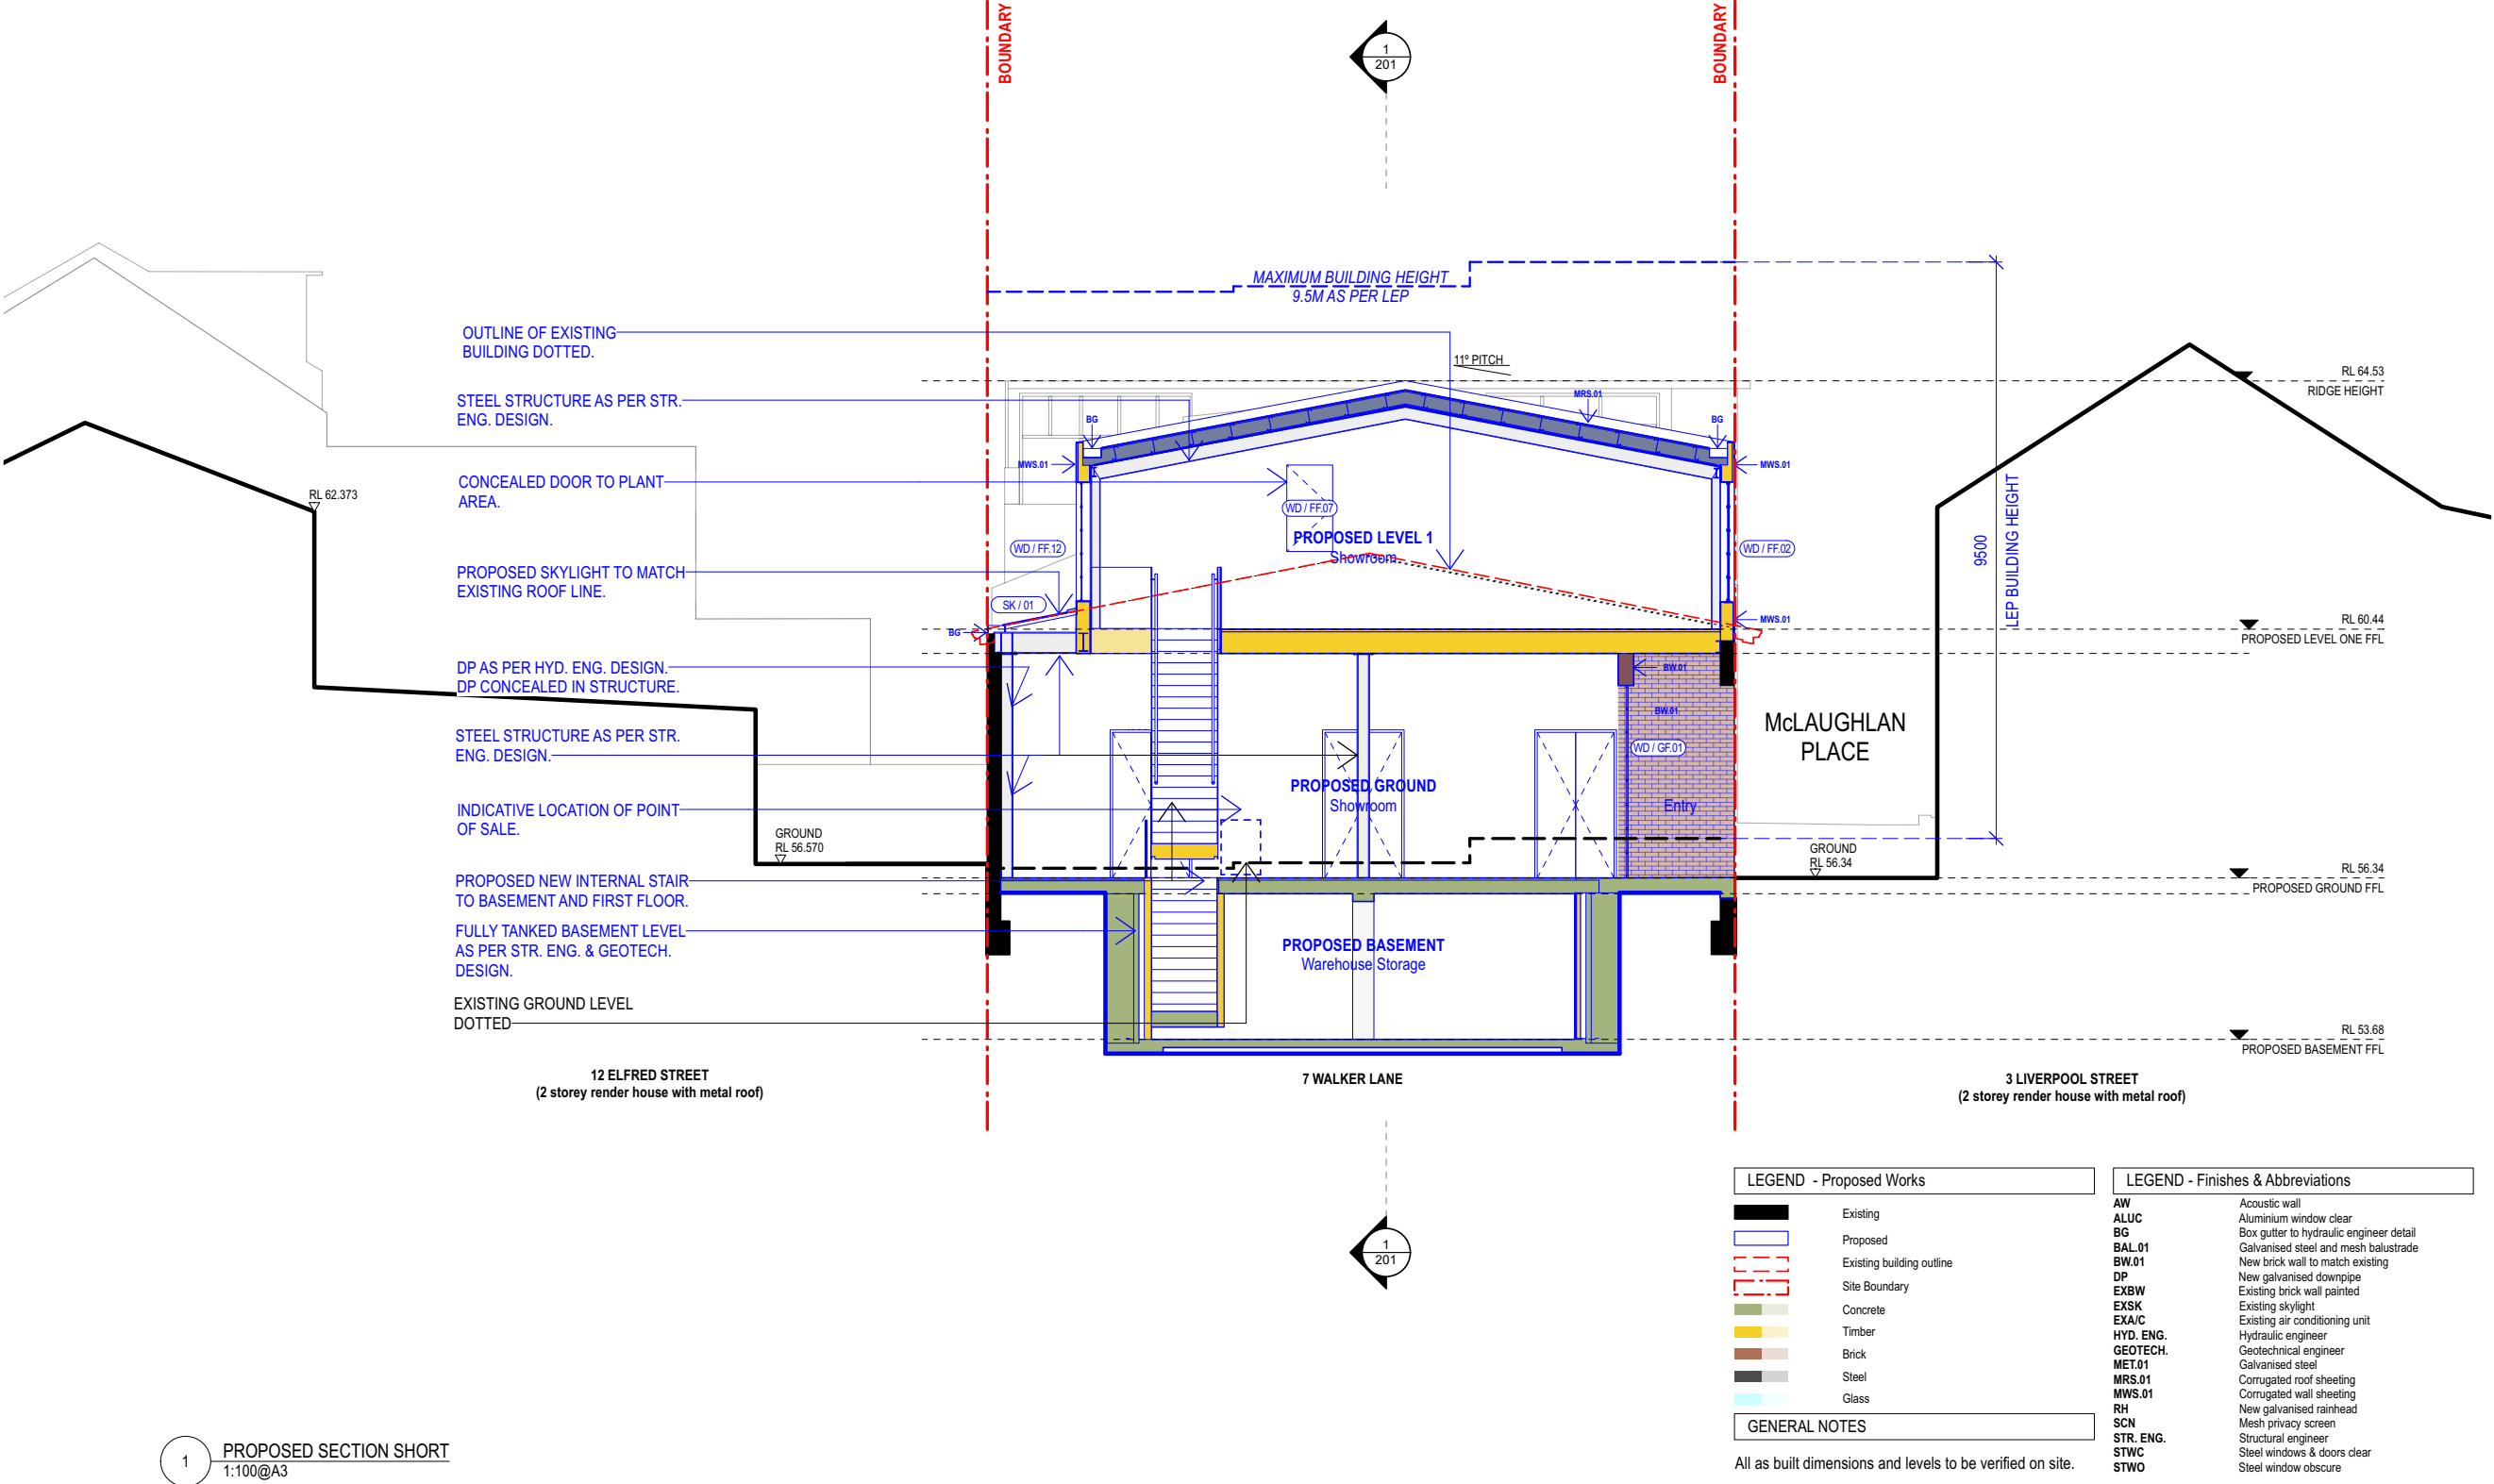 BOUNDARY
BOUNDARY
1
201
MAXIMUM BUILDING HEIGHT
9.5M AS PER LEP
OUTLINE OF EXISTING
BUILDING DOTTED.
11º PITCH
RL 64.53
RIDGE HEIGHT
STEEL STRUCTURE AS PER STR.
ENG. DESIGN.
MRS.01
BG
BG
MWS.01
MWS.01
CONCEALED DOOR TO PLANT
AREA.
RL 62.373
WD / FF.07
PROPOSED LEVEL 1
Showroom
WD / FF.12
WD / FF.02
9500
LEP BUILDING HEIGHT
PROPOSED SKYLIGHT TO MATCH
EXISTING ROOF LINE.
SK / 01
BG
MWS.01
RL 60.44
PROPOSED LEVEL ONE FFL
DP AS PER HYD. ENG. DESIGN.
DP CONCEALED IN STRUCTURE.
BW.01
BW.01
McLAUGHLAN
PLACE
STEEL STRUCTURE AS PER STR.
ENG. DESIGN.
WD / GF.01
PROPOSED GROUND
Showroom
Entry
INDICATIVE LOCATION OF POINT
OF SALE.
GROUND
RL 56.570
GROUND
RL 56.34
RL 56.34
PROPOSED GROUND FFL
PROPOSED NEW INTERNAL STAIR
TO BASEMENT AND FIRST FLOOR.
FULLY TANKED BASEMENT LEVEL
AS PER STR. ENG. & GEOTECH.
DESIGN.
PROPOSED BASEMENT
Warehouse Storage
EXISTING GROUND LEVEL
DOTTED
RL 53.68
PROPOSED BASEMENT FFL
12 ELFRED STREET
(2 storey render house with metal roof)
7 WALKER LANE
3 LIVERPOOL STREET
(2 storey render house with metal roof)
1
201
LEGEND - Proposed Works
Existing
Proposed
Existing building outline
Site Boundary
Concrete
Timber
Brick
Steel
Glass
GENERAL NOTES
All as built dimensions and levels to be verified on site.
LEGEND - Finishes & Abbreviations
AW Acoustic wall
ALUC Aluminium window clear
BG Box gutter to hydraulic engineer detail
BAL.01 Galvanised steel and mesh balustrade
BW.01 New brick wall to match existing
DP New galvanised downpipe
EXBW Existing brick wall painted
EXSK Existing skylight
EXA/C Existing air conditioning unit
HYD. ENG. Hydraulic engineer
GEOTECH. Geotechnical engineer
MET.01 Galvanised steel
MRS.01 Corrugated roof sheeting
MWS.01 Corrugated wall sheeting
RH New galvanised rainhead
SCN Mesh privacy screen
STR. ENG. Structural engineer
STWC Steel windows & doors clear
STWO Steel window obscure
1
PROPOSED SECTION SHORT
1:100@A3